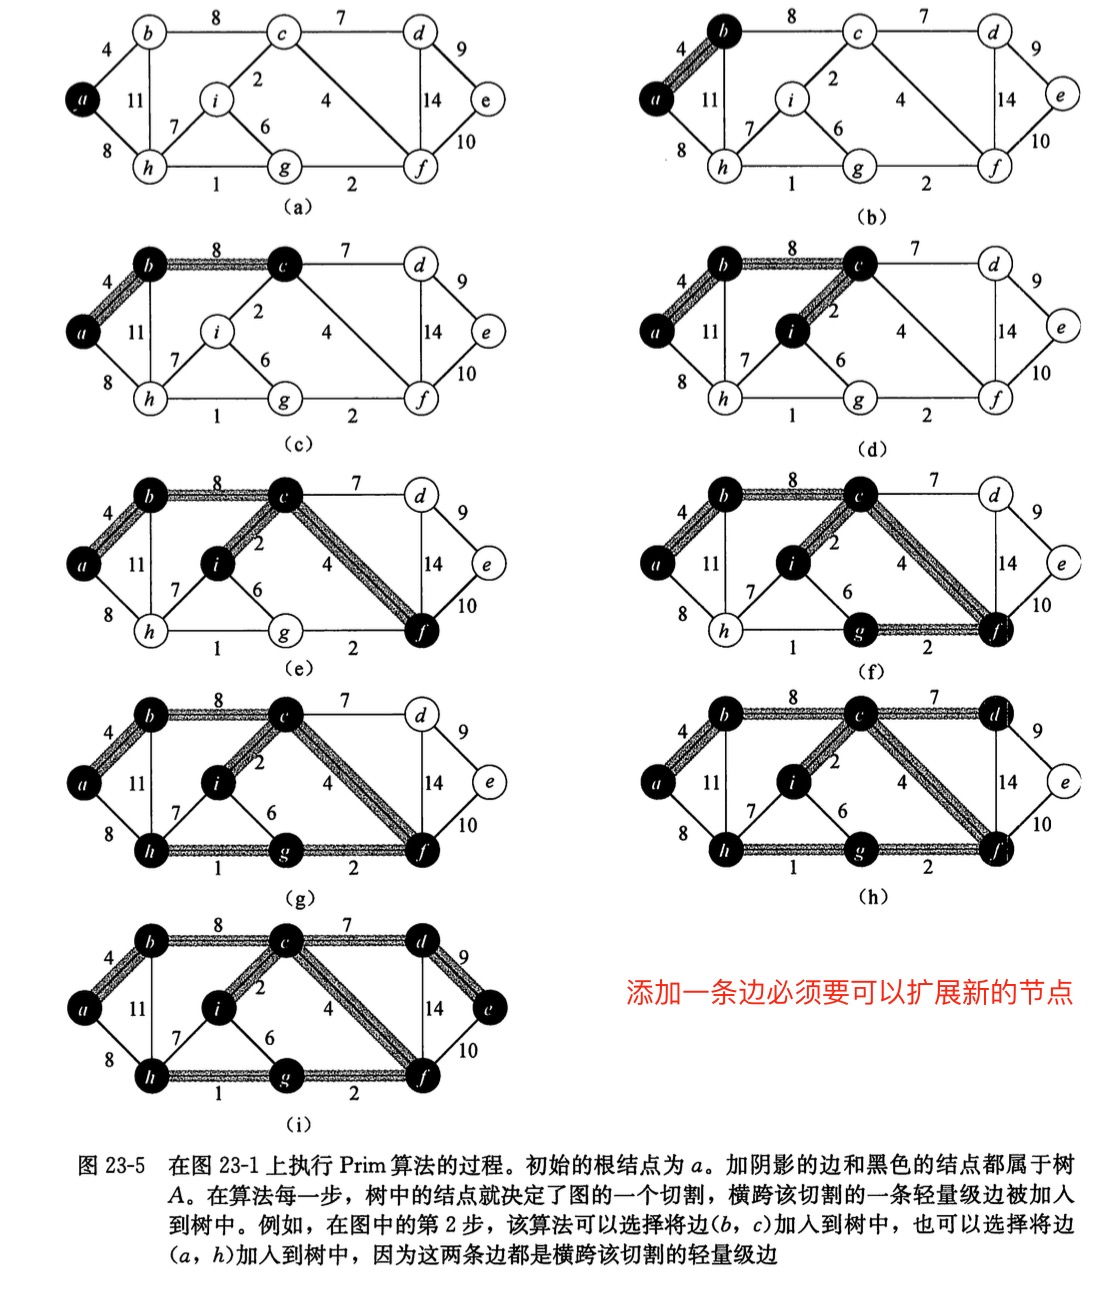 8 7
b c d
4 9
2
a 11 i 4 14 e
7 6
8 10
h g f
1 2
(a)
8 7
b c d
4 9
2
a 11 i 4 14 e
7 6
8 10
h g f
1 2
(b)
8 7
b c d
4 9
2
a 11 i 4 14 e
7 6
8 10
h g f
1 2
(c)
8 7
b c d
4 9
2
a 11 i 4 14 e
7 6
8 10
h g f
1 2
(d)
8 7
b c d
4 9
2
a 11 i 4 14 e
7 6
8 10
h g f
1 2
(e)
8 7
b c d
4 9
2
a 11 i 4 14 e
7 6
8 10
h g f
1 2
(f)
8 7
b c d
4 9
2
a 11 i 4 14 e
7 6
8 10
h g f
1 2
(g)
8 7
b c d
4 9
2
a 11 i 4 14 e
7 6
8 10
h g f
1 2
(h)
8 7
b c d
4 9
2
a 11 i 4 14 e
7 6
8 10
h g f
1 2
(i)
添加一条边必须要可以扩展新的节点
图 23-5 在图 23-1 上执行 Prim 算法的过程。初始的根结点为 a。加阴影的边和黑色的结点都属于树
A。在算法每一步，树中的结点就决定了图的一个切割，横跨该切割的一条轻量级边被加入
到树中。例如，在图中的第 2 步，该算法可以选择将边(b，c)加入到树中，也可以选择将边
(a，h)加入到树中，因为这两条边都是横跨该切割的轻量级边